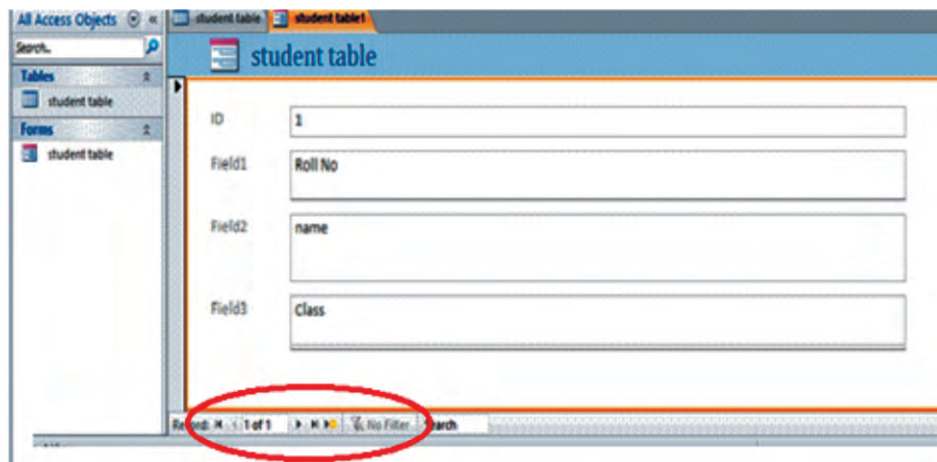 All Access Objects
Search..
Tables
student table
Forms
student table
student table
student table1
student table
ID
1
Field1
Roll No
Field2
name
Field3
Class
Record:
1 of 1
No Filter
Search